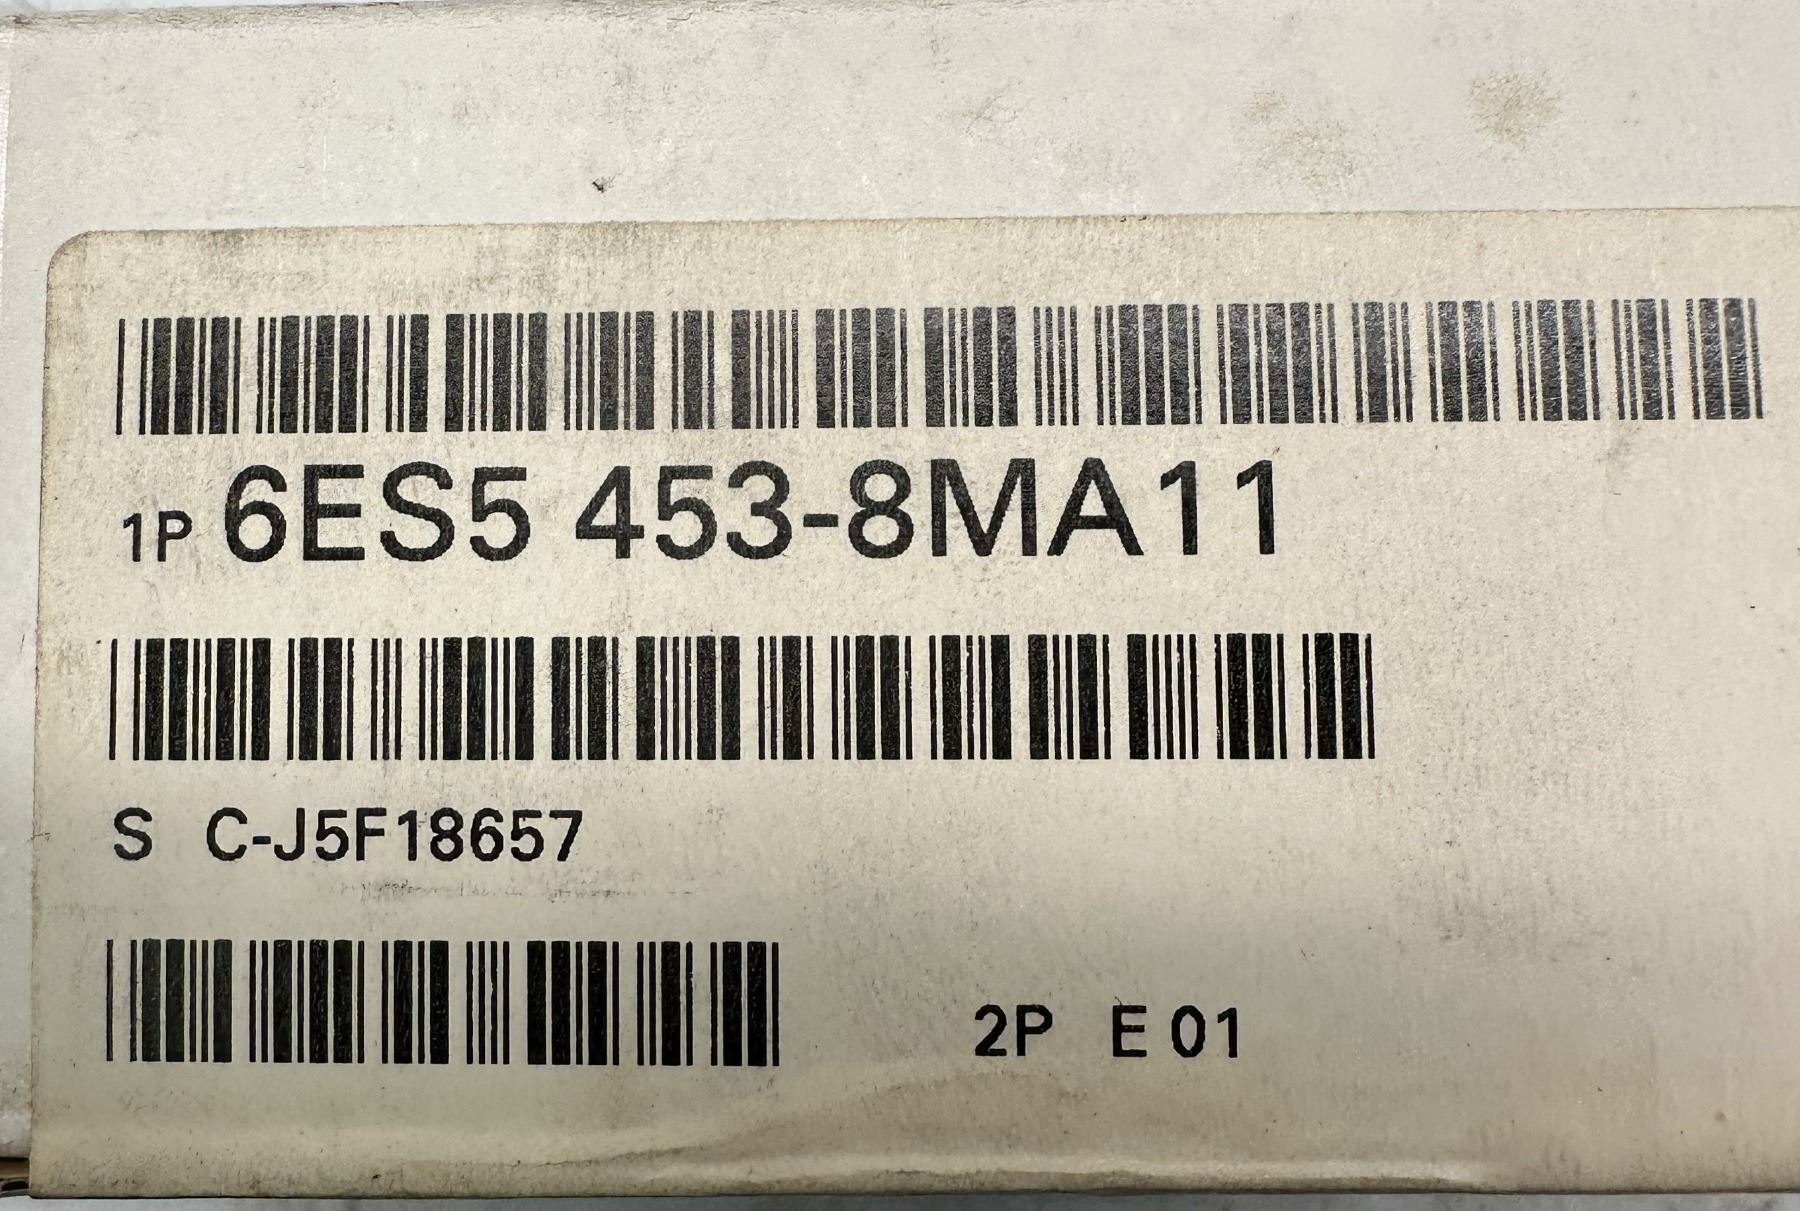 1P 6ES5 453-8MA11
S C-J5F18657
2P E 01